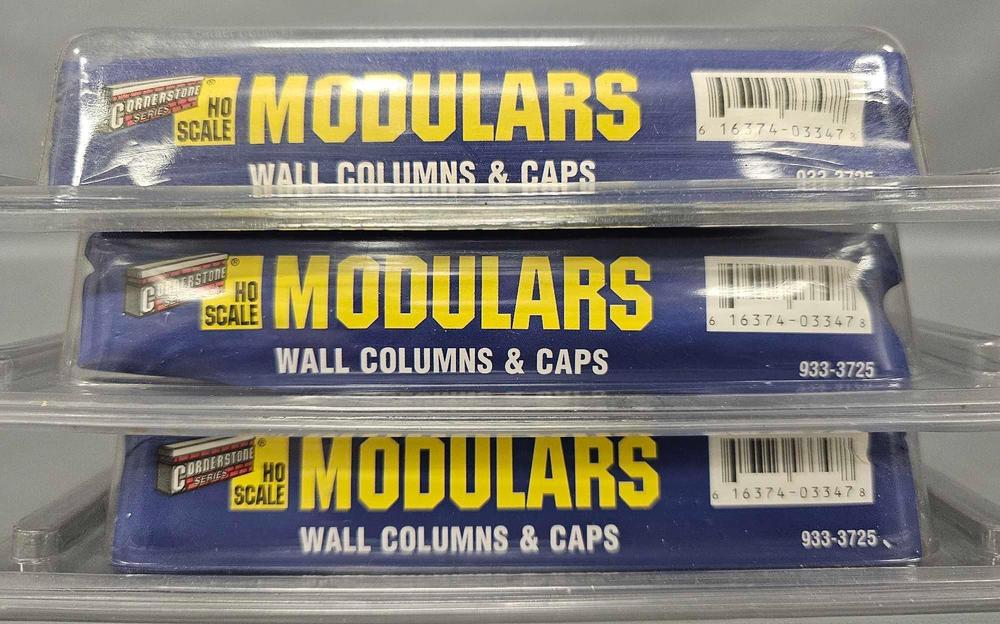 CORNERSTONE SERIES®
HO SCALE
MODULARS
WALL COLUMNS & CAPS
6 16374-03347 8
933-3725
CORNERSTONE SERIES®
HO SCALE
MODULARS
WALL COLUMNS & CAPS
6 16374-03347 8
933-3725
CORNERSTONE SERIES®
HO SCALE
MODULARS
WALL COLUMNS & CAPS
6 16374-03347 8
933-3725